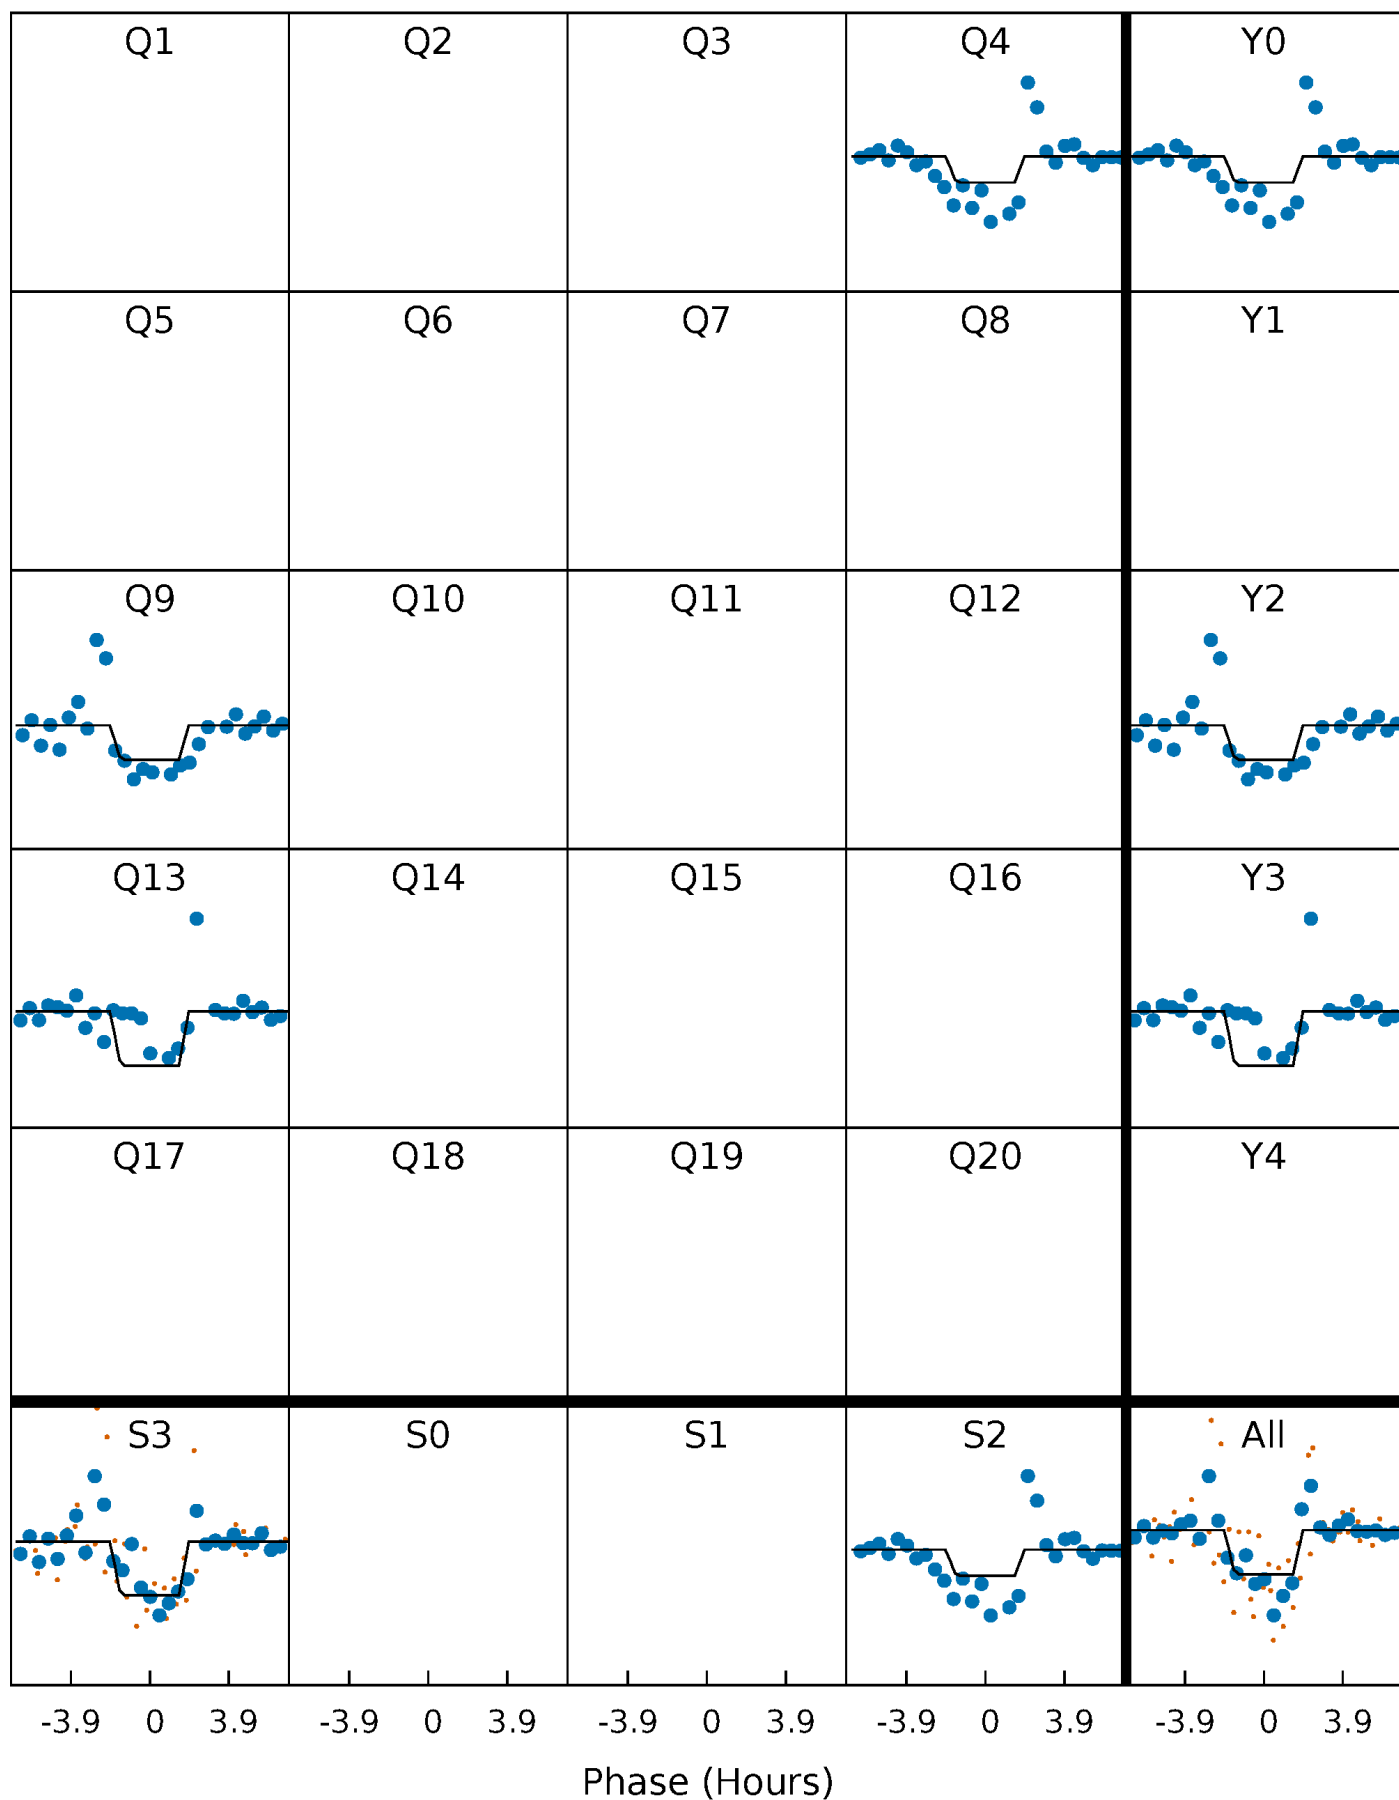 Q1 Q2 Q3 Q4 Y0
Q5 Q6 Q7 Q8 Y1
Q9 Q10 Q11 Q12 Y2
Q13 Q14 Q15 Q16 Y3
Q17 Q18 Q19 Q20 Y4
S3 S0 S1 S2 All
-3.9 0 3.9 -3.9 0 3.9 -3.9 0 3.9 -3.9 0 3.9 -3.9 0 3.9
Phase (Hours)